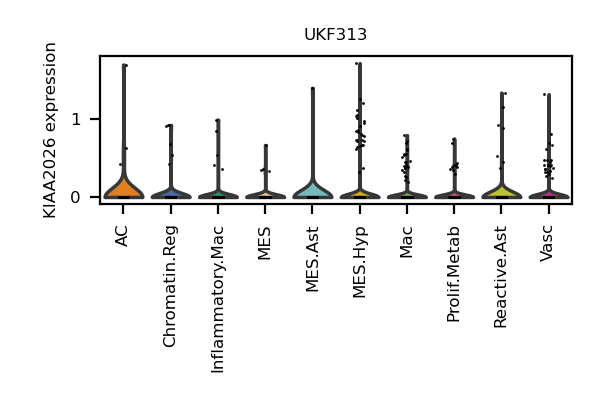 UKF313
KIAA2026 expression
1
0
AC
Chromatin.Reg
Inflammatory.Mac
MES
MES.Ast
MES.Hyp
Mac
Prolif.Metab
Reactive.Ast
Vasc